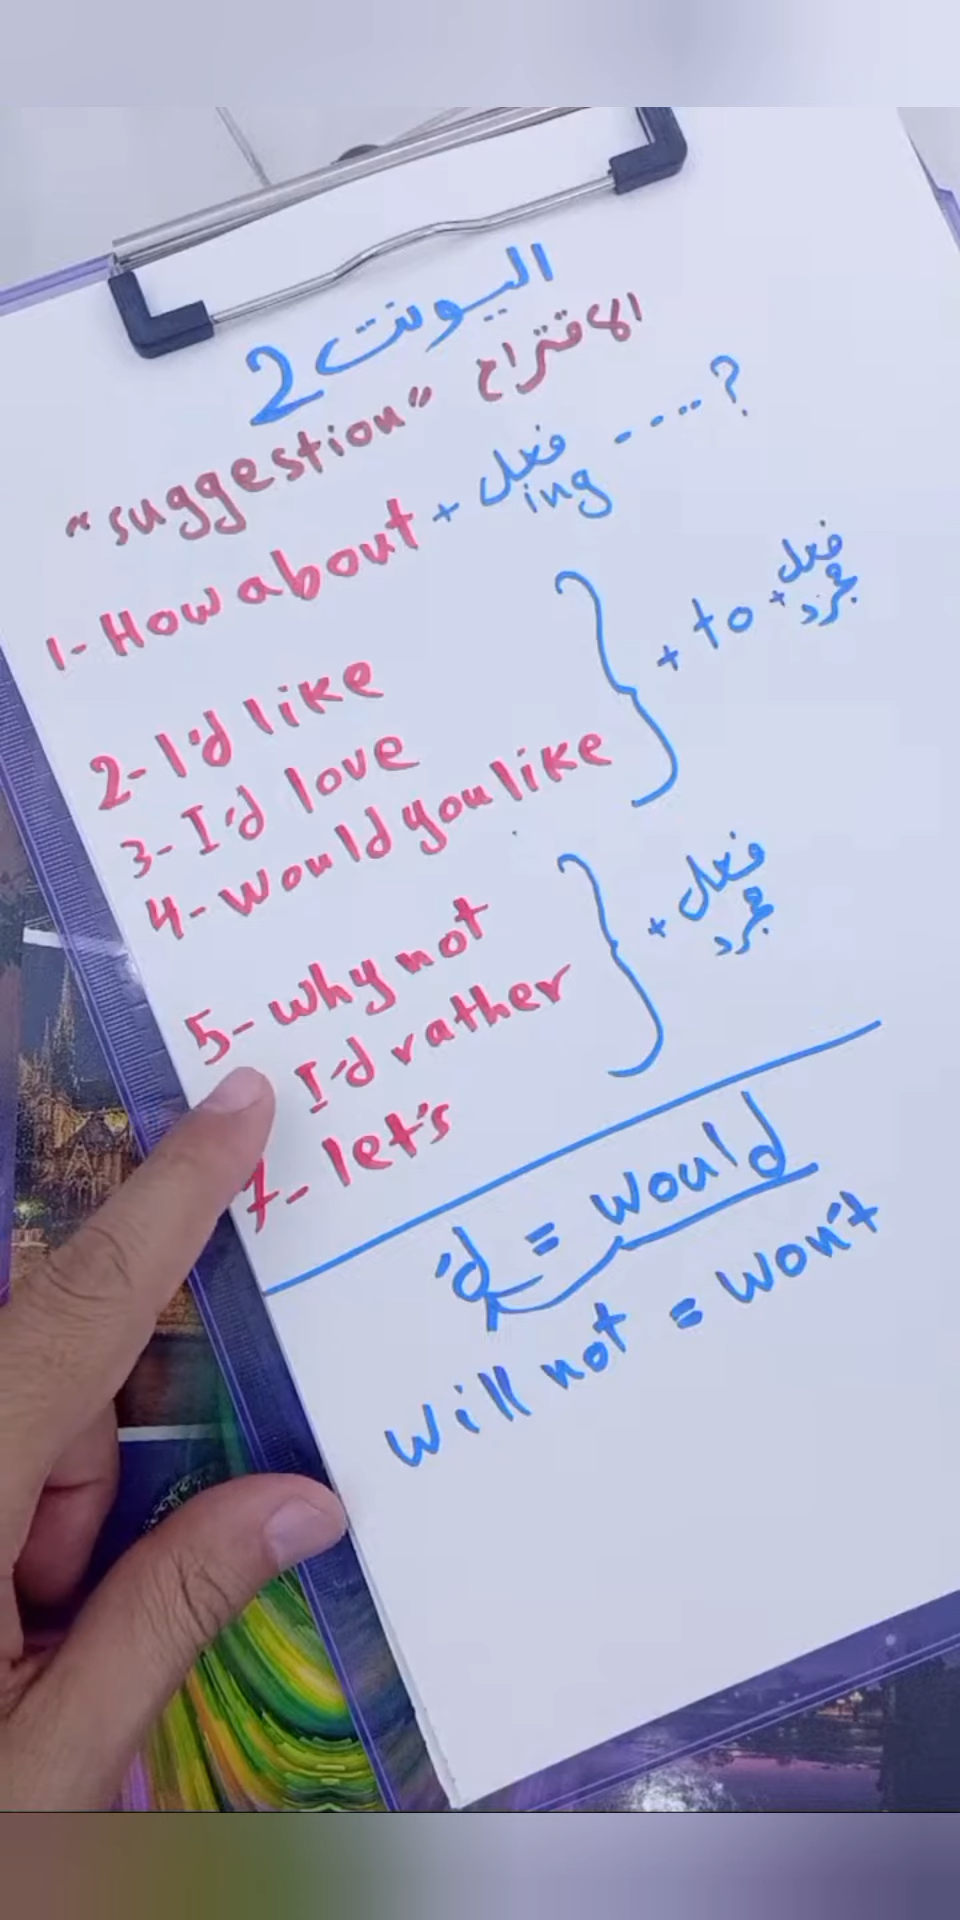 اليونت 2
الاقتراح "suggestion"
1- How about + فعل ing ----?
2- I'd like
3- I'd love
4- would you like
} + to + فعل مجرد
5- why not
I'd rather
7- let's
} + فعل مجرد
'd = would
will not = won't